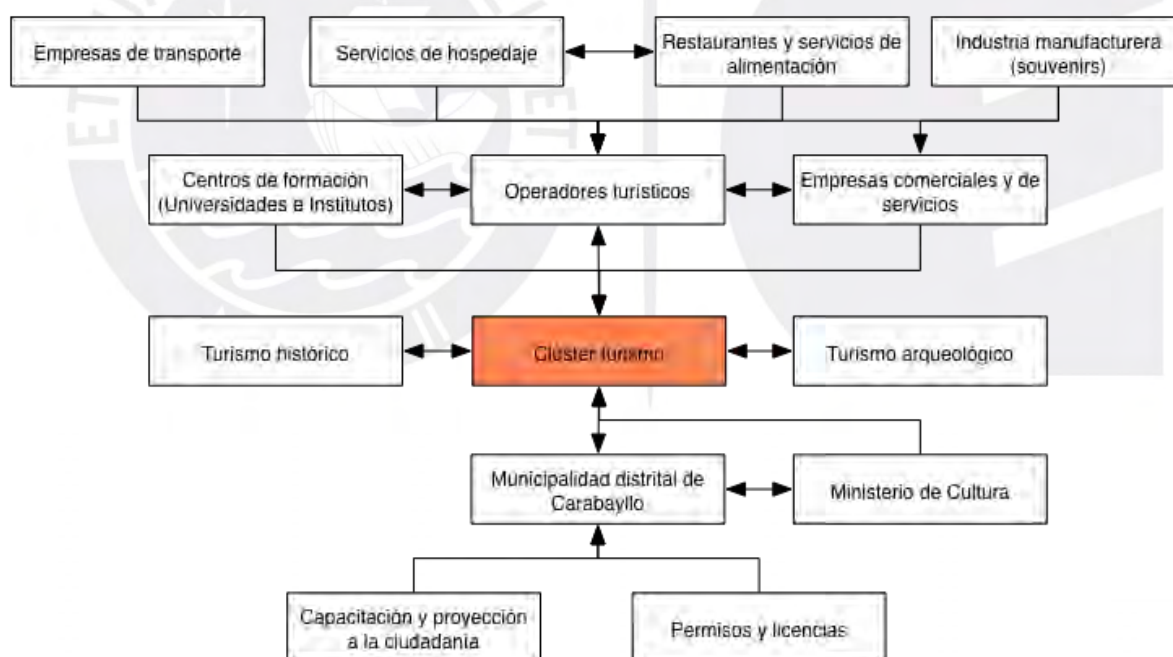 Empresas de transporte
Servicios de hospedaje
Restaurantes y servicios de
alimentación
Industria manufacturera
(souvenirs)
Centros de formación
(Universidades e Institutos)
Operadores turísticos
Empresas comerciales y de
servicios
Turismo histórico
Clúster turismo
Turismo arqueológico
Municipalidad distrital de
Carabayllo
Ministerio de Cultura
Capacitación y proyección
a la ciudadanía
Permisos y licencias